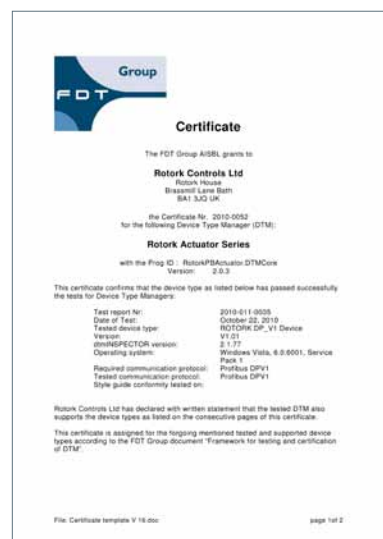 Group
FDT
Certificate
The FDT Group AISBL grants to
Rotork Controls Ltd
Rotork House
Brassmill Lane Bath
BA1 3JQ UK
the Certificate Nr. 2010-0052
for the following Device Type Manager (DTM):
Rotork Actuator Series
with the Prog ID : RotorkPBActuator.DTMCore
Version: 2.0.3
This certificate confirms that the device type as listed below has passed successfully
the tests for Device Type Managers:
Test report Nr: 2010-011-0035
Date of Test: October 22, 2010
Tested device type: ROTORK DP_V1 Device
Version: V1.01
dtmINSPECTOR version: 2.1.77
Operating system: Windows Vista, 6.0.6001, Service
Pack 1
Required communication protocol: Profibus DPV1
Tested communication protocol: Profibus DPV1
Style guide conformity tested on:
Rotork Controls Ltd has declared with written statement that the tested DTM also
supports the device types as listed on the consecutive pages of this certificate.
This certificate is assigned for the forgoing mentioned tested and supported device
types according to the FDT Group document "Framework for testing and certification
of DTM".
File: Certificate template V 16.doc page 1of 2